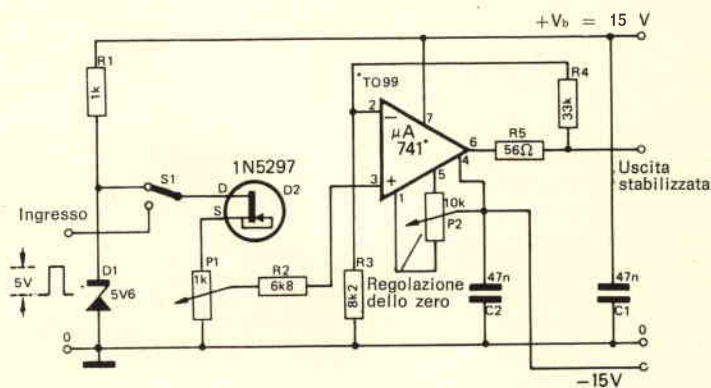 +Vb = 15 V
R1
1k
*TO99
R4
33k
7
2
−
µA
741*
6
R5
56Ω
4
1N5297
S1
D
D2
3
+
5
Uscita
stabilizzata
1
10k
P2
Ingresso
S
R3
8k2
Regolazione
dello zero
P1
1k
R2
6k8
47n
C2
47n
C1
5V
D1
5V6
0
0
−15V